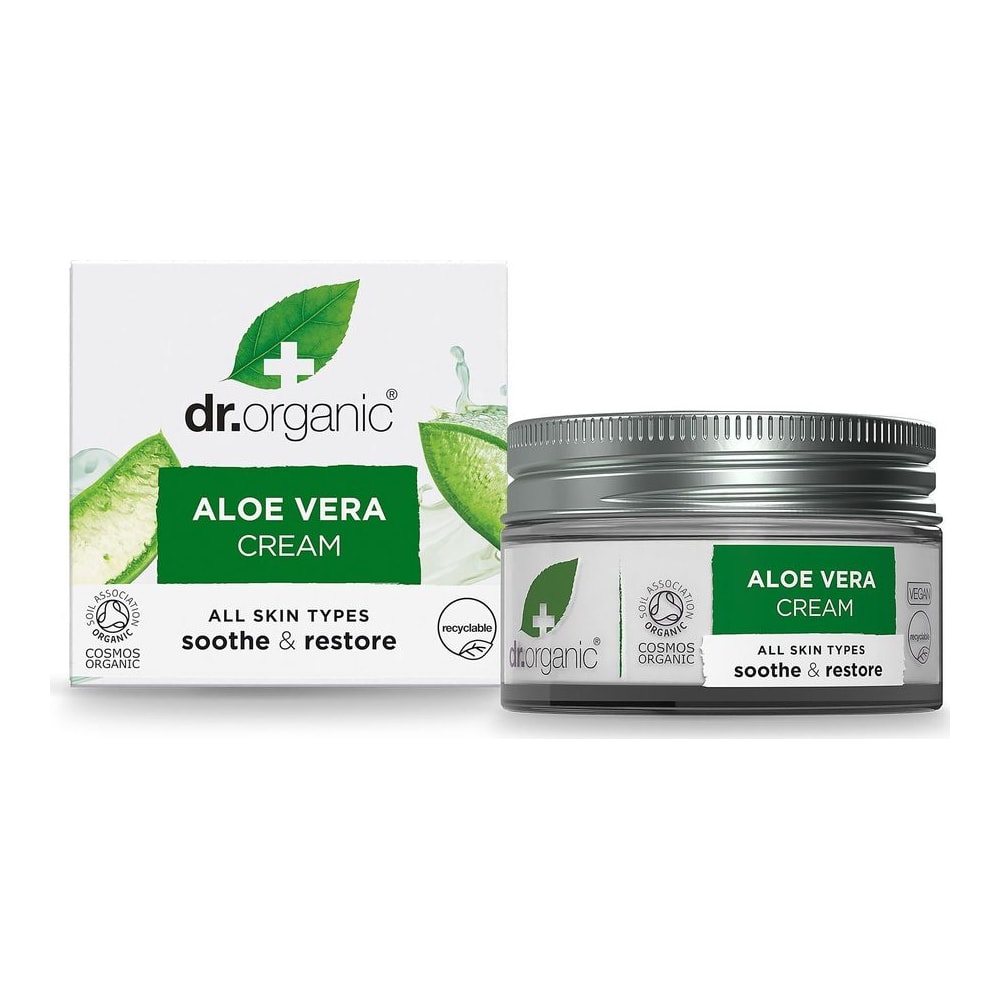 dr.organic®
ALOE VERA
CREAM
SOIL ASSOCIATION
ORGANIC
COSMOS
ORGANIC
ALL SKIN TYPES
soothe & restore
recyclable
dr.organic®
SOIL ASSOCIATION
ORGANIC
COSMOS
ORGANIC
ALOE VERA
CREAM
ALL SKIN TYPES
soothe & restore
VEGAN
recyclable